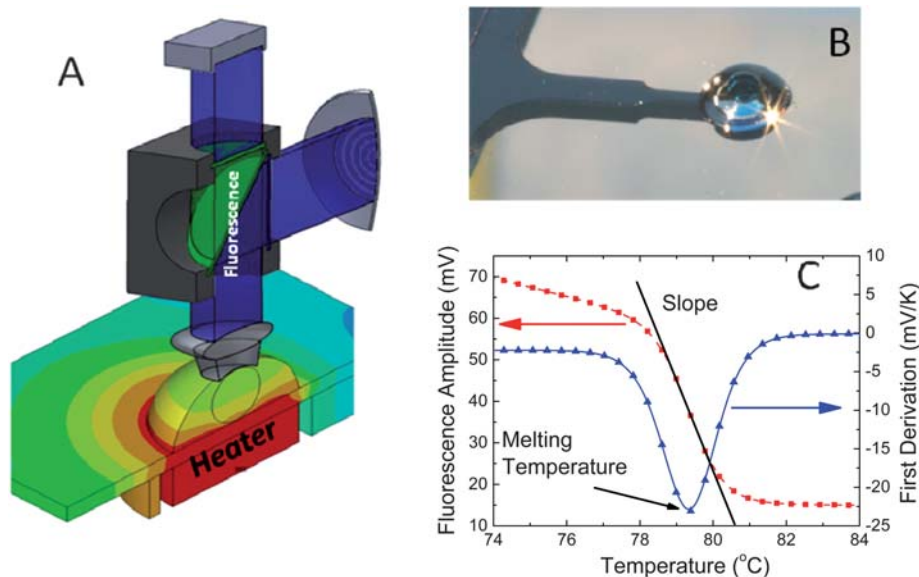 A
Fluorescence
Heater
B
C
Fluorescence Amplitude (mV)
70
60
50
40
30
20
10
Slope
Melting
Temperature
10
5
0
-5
-10
-15
-20
-25
First Derivation (mV/K)
74 76 78 80 82 84
Temperature (°C)